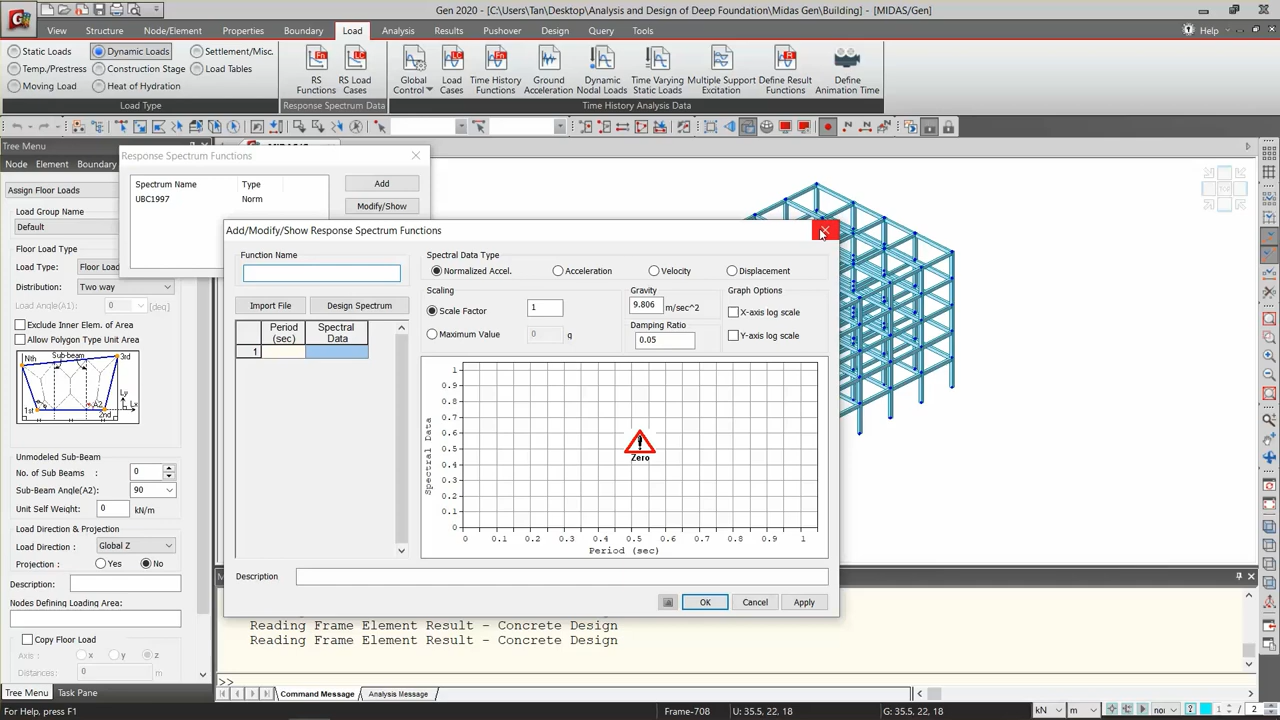 Gen 2020 - [C:\Users\Tan\Desktop\Analysis and Design of Deep Foundation\Midas Gen\Building] - [MIDAS/Gen]
View Structure Node/Element Properties Boundary Load Analysis Results Pushover Design Query Tools Help
Static Loads Dynamic Loads Settlement/Misc.
Temp./Prestress Construction Stage Load Tables
Moving Load Heat of Hydration
RS Functions
RS Load Cases
Global Control
Load Cases
Time History Functions
Ground Acceleration
Dynamic Nodal Loads
Time Varying Static Loads
Multiple Support Excitation
Define Result Functions
Define Animation Time
Load Type Response Spectrum Data Time History Analysis Data
Tree Menu
Node Element Boundary
Assign Floor Loads
Load Group Name
Default
Floor Load Type
Load Type: Floor Load
Distribution: Two way
Load Angle(A1): 0 [deg]
Exclude Inner Elem. of Area
Allow Polygon Type Unit Area
Nth Sub-beam 3rd
Ly
Lx
1st A2 2nd
Unmodeled Sub-Beam
No. of Sub Beams : 0
Sub-Beam Angle(A2): 90
Unit Self Weight: 0 kN/m
Load Direction & Projection
Load Direction : Global Z
Projection : Yes No
Description:
Nodes Defining Loading Area:
Copy Floor Load
Axis : x y z
Distances: 0 m
Tree Menu Task Pane
Response Spectrum Functions
Spectrum Name Type
UBC1997 Norm
Add
Modify/Show
Add/Modify/Show Response Spectrum Functions
Function Name
Import File Design Spectrum
Period (sec) Spectral Data
1
Spectral Data Type
Normalized Accel. Acceleration Velocity Displacement
Scaling
Scale Factor 1
Maximum Value 0 g
Gravity
9.806 m/sec^2
Damping Ratio
0.05
Graph Options
X-axis log scale
Y-axis log scale
1
0.9
0.8
0.7
0.6
0.5
0.4
0.3
0.2
0.1
0
Spectral Data
Zero
0 0.1 0.2 0.3 0.4 0.5 0.6 0.7 0.8 0.9 1
Period (sec)
Description
OK Cancel Apply
TOP
Reading Frame Element Result - Concrete Design
Reading Frame Element Result - Concrete Design
>>
Command Message Analysis Message
For Help, press F1
Frame-708 U: 35.5, 22, 18 G: 35.5, 22, 18 kN m non 1 / 2